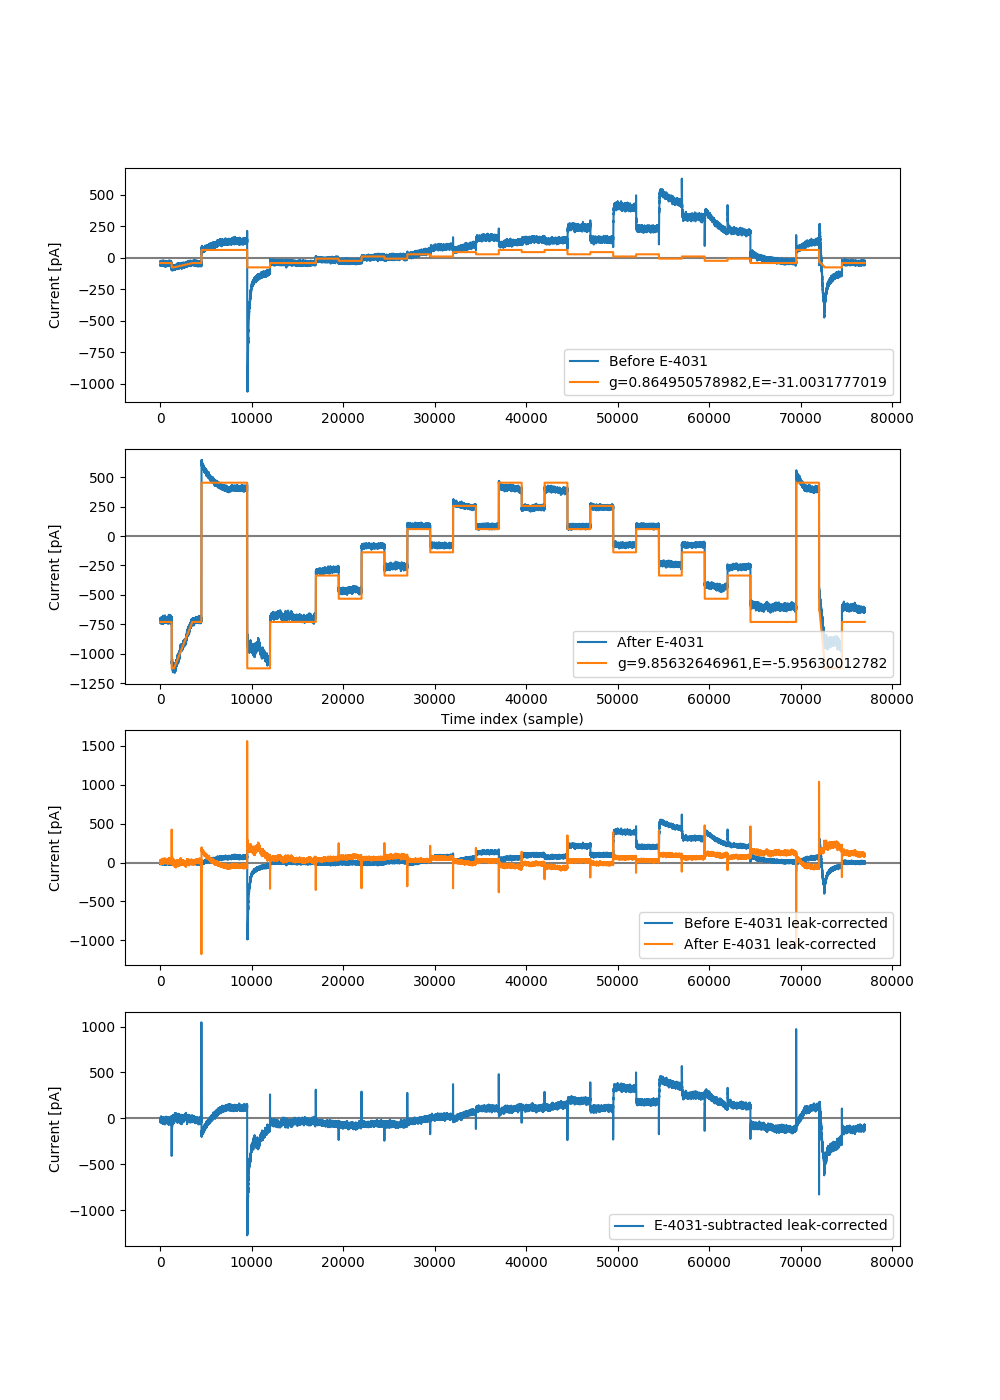 500
250
0
−250
−500
−750
−1000
Current [pA]
Before E-4031
g=0.864950578982,E=-31.0031777019
0 10000 20000 30000 40000 50000 60000 70000 80000
500
250
0
−250
−500
−750
−1000
−1250
Current [pA]
After E-4031
g=9.85632646961,E=-5.95630012782
0 10000 20000 30000 40000 50000 60000 70000 80000
Time index (sample)
1500
1000
500
0
−500
−1000
Current [pA]
Before E-4031 leak-corrected
After E-4031 leak-corrected
0 10000 20000 30000 40000 50000 60000 70000 80000
1000
500
0
−500
−1000
Current [pA]
E-4031-subtracted leak-corrected
0 10000 20000 30000 40000 50000 60000 70000 80000